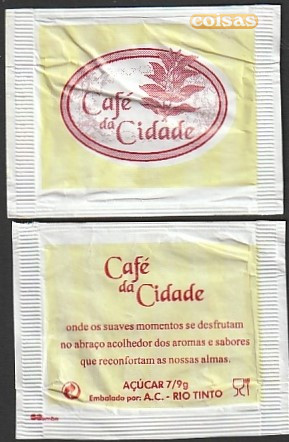 coisas
Café
da Cidade
Café
da Cidade
onde os suaves momentos se desfrutam
no abraço acolhedor dos aromas e sabores
que reconfortam as nossas almas.
AÇÚCAR 7/9g
Embalado por: A.C. - RIO TINTO